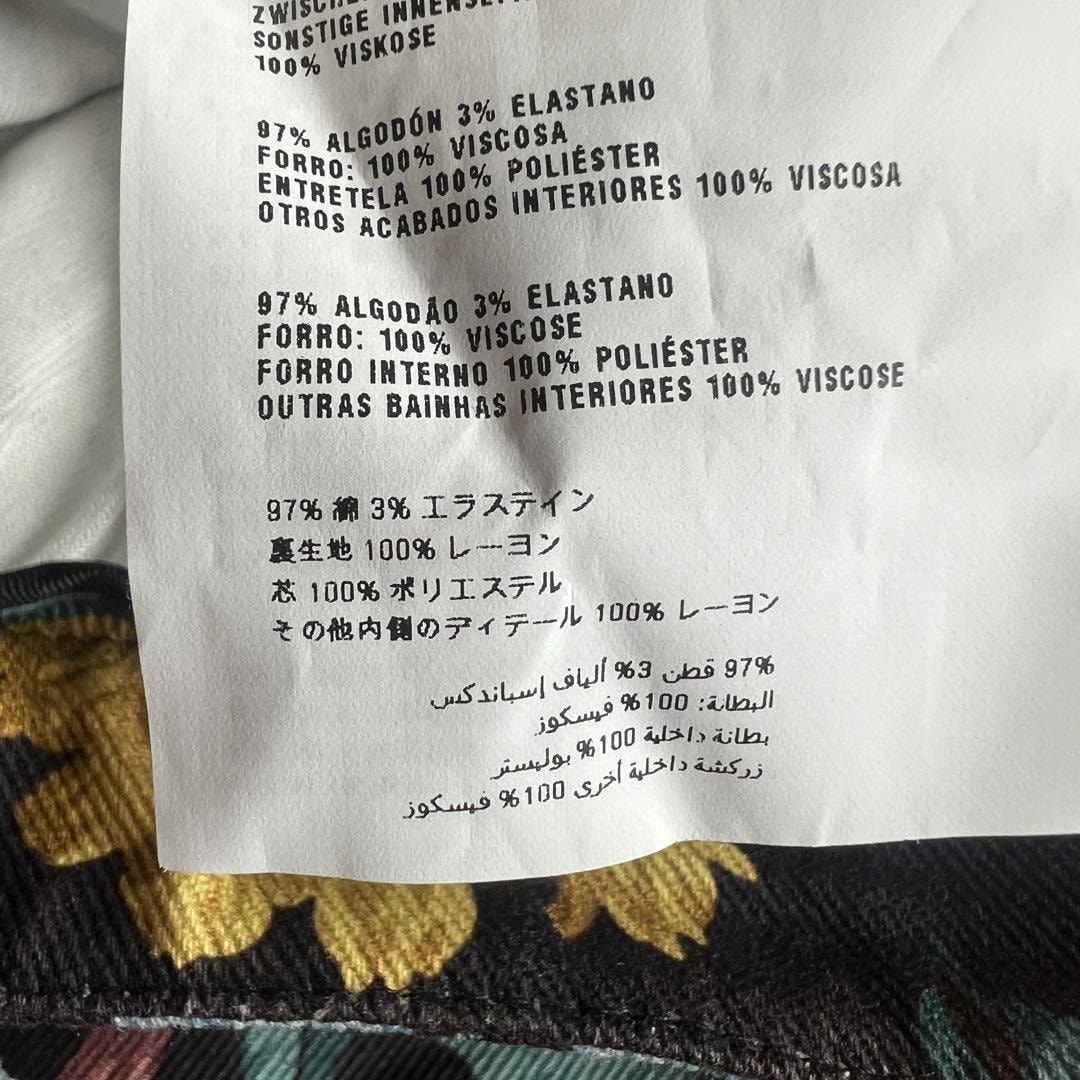 SONSTIGE
100% VISKOSE
97% ALGODÓN 3% ELASTANO
FORRO: 100% VISCOSA
ENTRETELA 100% POLIÉSTER
OTROS ACABADOS INTERIORES 100% VISCOSA
97% ALGODÃO 3% ELASTANO
FORRO: 100% VISCOSE
FORRO INTERNO 100% POLIÉSTER
OUTRAS BAINHAS INTERIORES 100% VISCOSE
97% 綿 3% エラステイン
裏生地 100% レーヨン
芯 100% ポリエステル
その他内側のディテール 100% レーヨン
97% قطن 3% ألياف إسباندكس
البطانة: 100% فيسكوز
بطانة داخلية 100% بوليستر
زركشة داخلية أخرى 100% فيسكوز